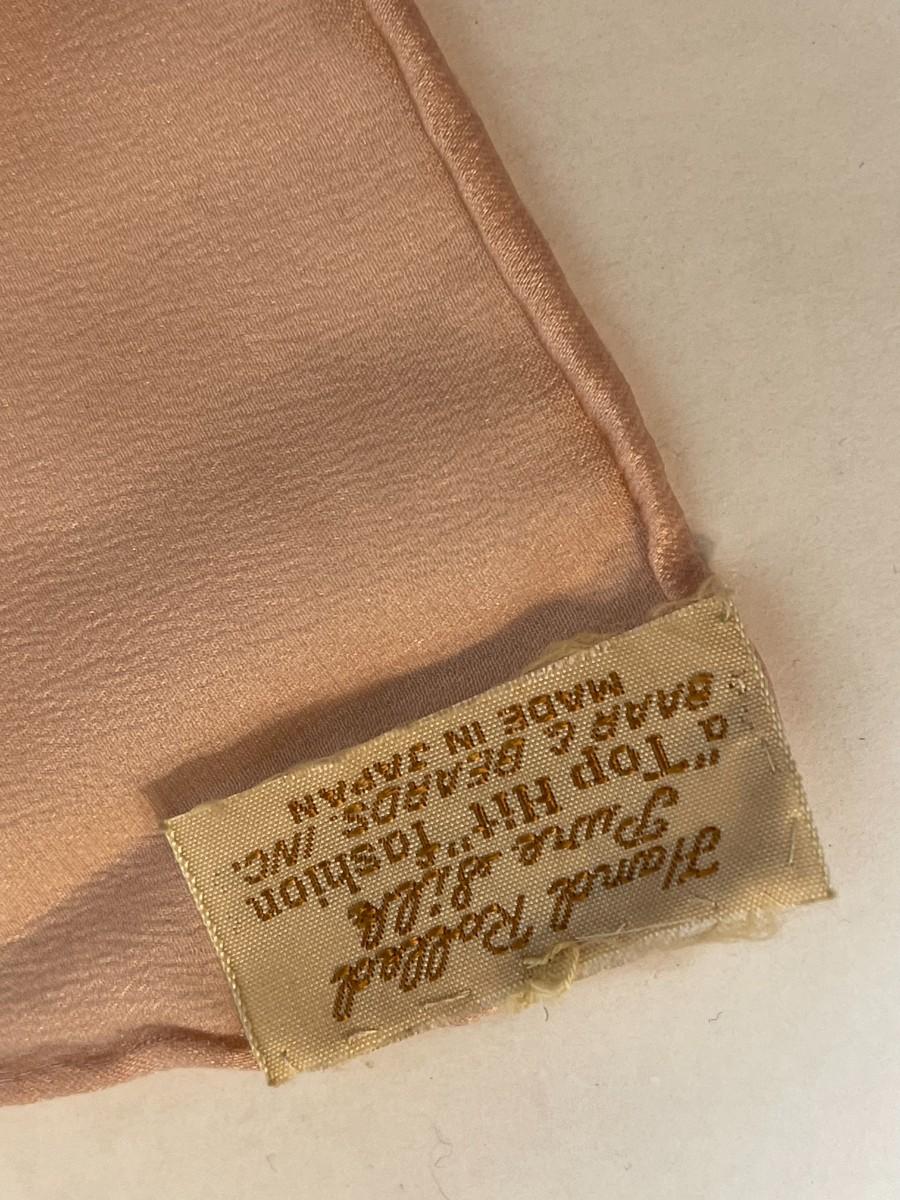 Hand Rolled
Pure Silk
a "Top Hit" fashion
BAAR & BEARDS, INC.
MADE IN JAPAN